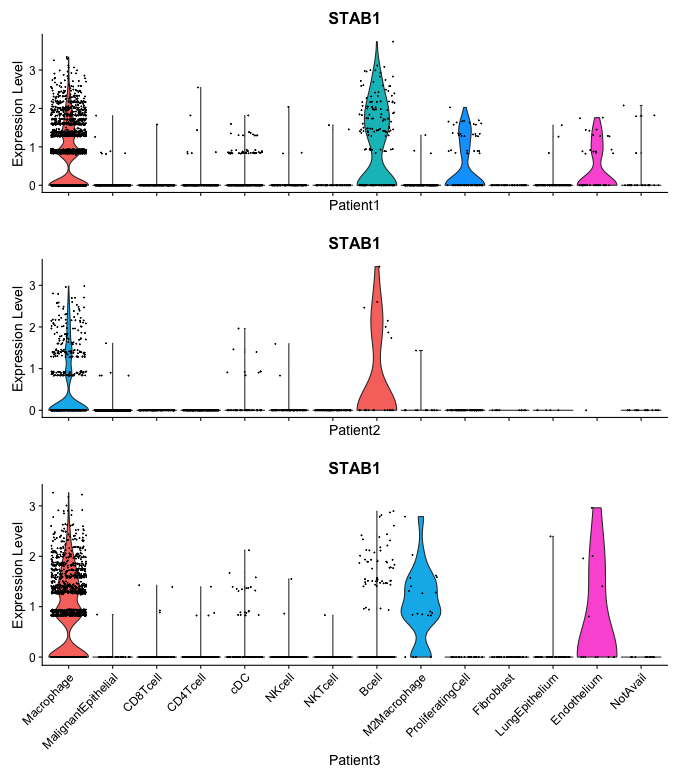 STAB1
Expression Level
3
2
1
0
Patient1
STAB1
Expression Level
3
2
1
0
Patient2
STAB1
Expression Level
3
2
1
0
Macrophage
MalignantEpithelial
CD8Tcell
CD4Tcell
cDC
NKcell
NKTcell
Bcell
M2Macrophage
ProliferatingCell
Fibroblast
LungEpithelium
Endothelium
NotAvail
Patient3